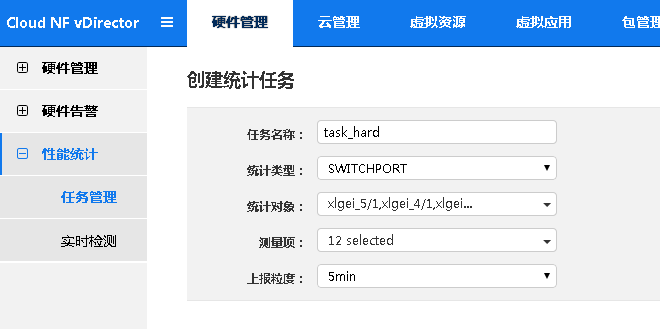 Cloud NF vDirector 硬件管理 云管理 虚拟资源 虚拟应用 包管理
硬件管理
硬件告警
性能统计
任务管理
实时检测
创建统计任务
任务名称： task_hard
统计类型： SWITCHPORT
统计对象： xlgei_5/1,xlgei_4/1,xlgei...
测量项： 12 selected
上报粒度： 5min